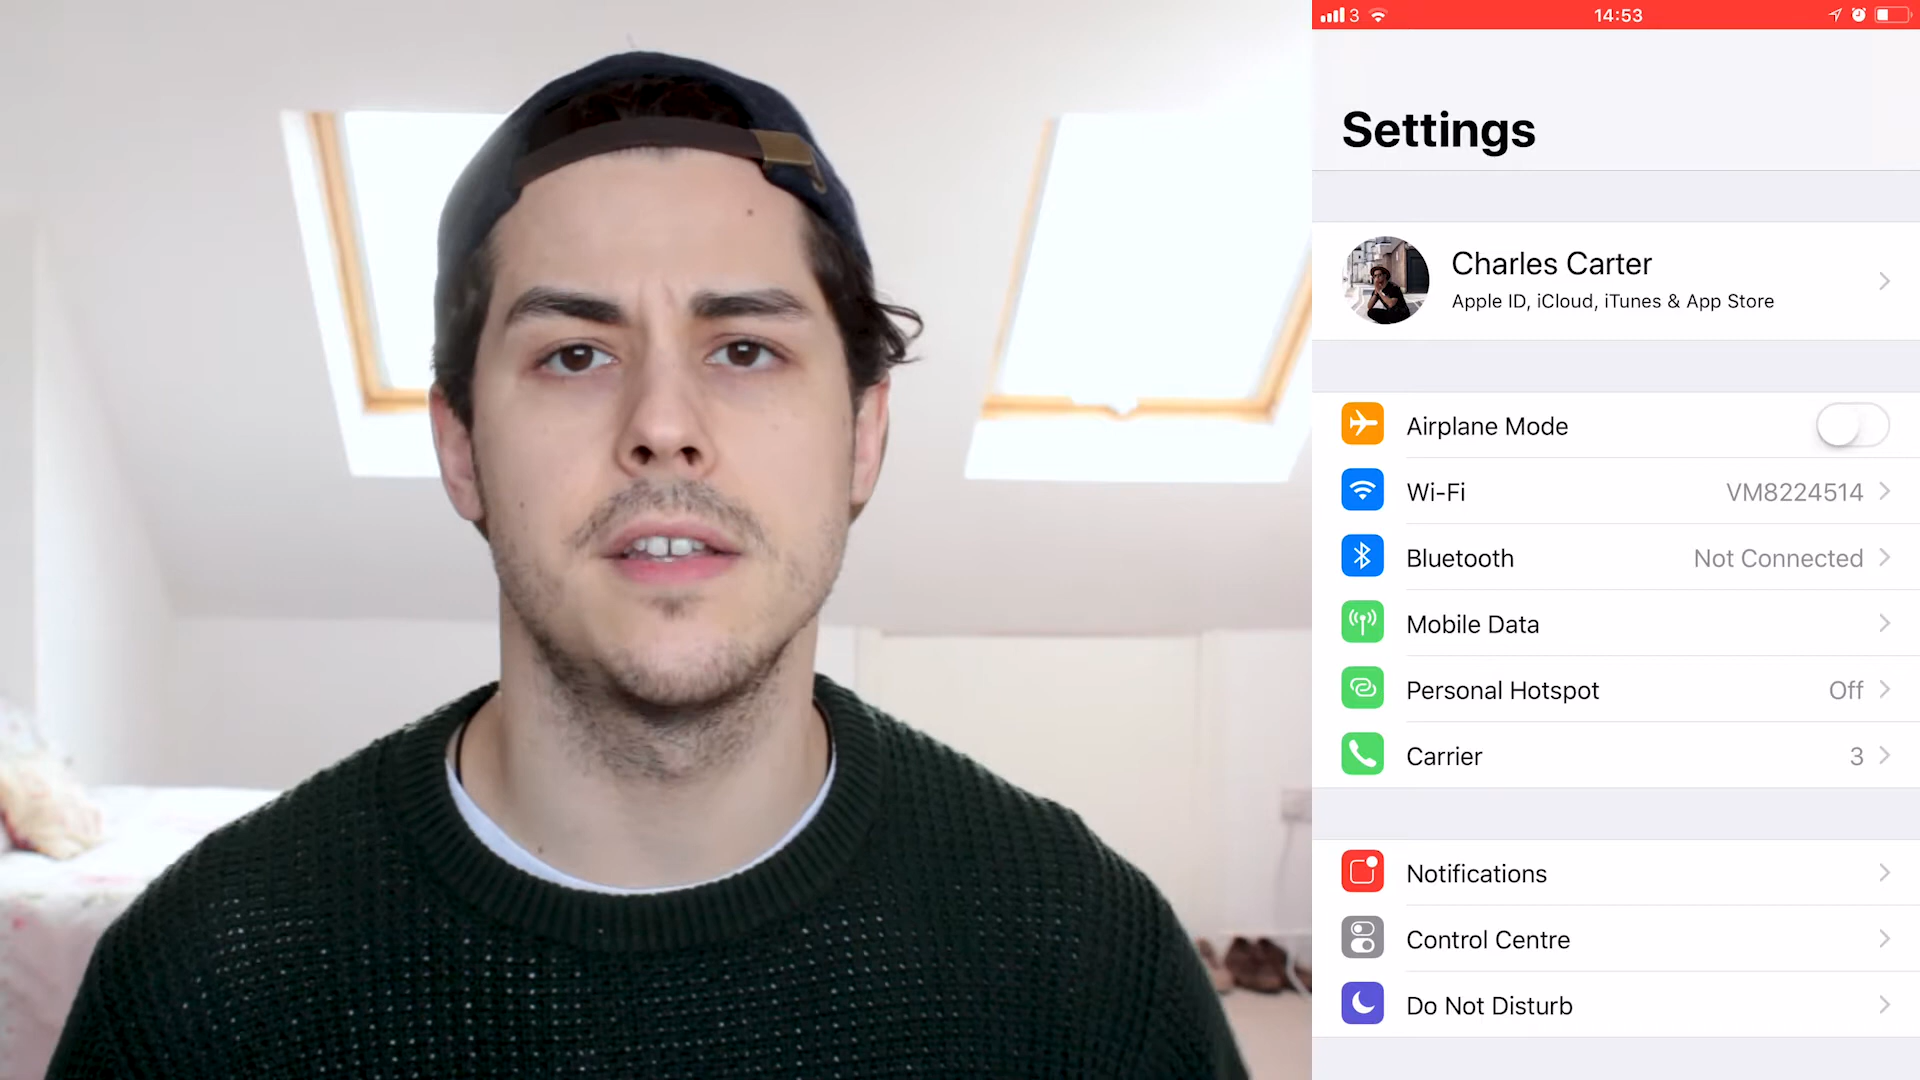 3 14:53
Settings
Charles Carter
Apple ID, iCloud, iTunes & App Store
Airplane Mode
Wi-Fi VM8224514
Bluetooth Not Connected
Mobile Data
Personal Hotspot Off
Carrier 3
Notifications
Control Centre
Do Not Disturb